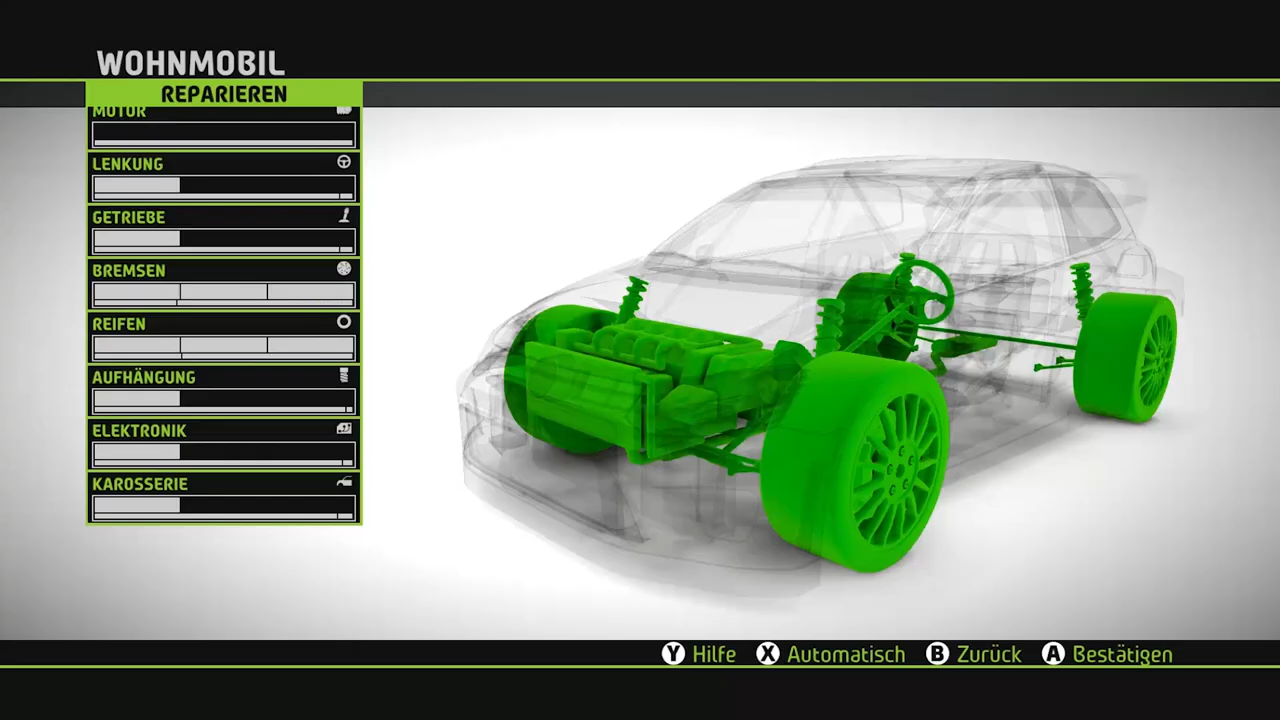 WOHNMOBIL
REPARIEREN
MOTOR
LENKUNG
GETRIEBE
BREMSEN
REIFEN
AUFHÄNGUNG
ELEKTRONIK
KAROSSERIE
Y Hilfe X Automatisch B Zurück A Bestätigen